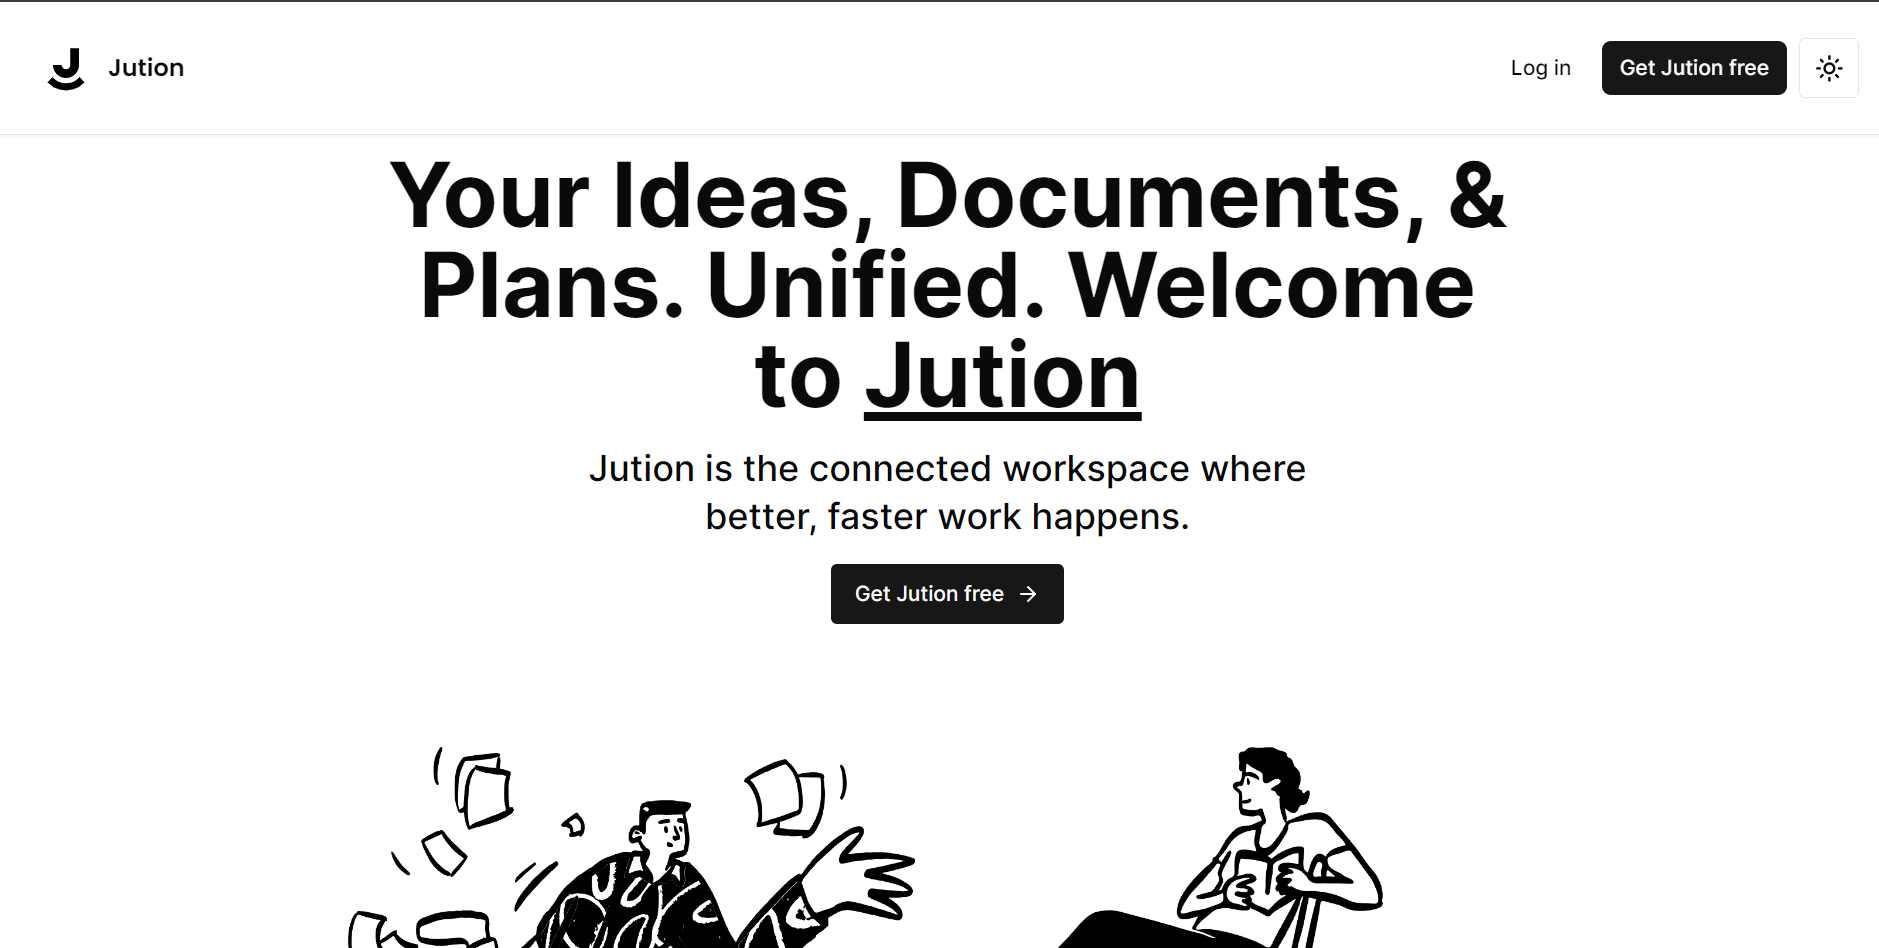 Jution
Log in
Get Jution free
Your Ideas, Documents, &
Plans. Unified. Welcome
to Jution
Jution is the connected workspace where
better, faster work happens.
Get Jution free